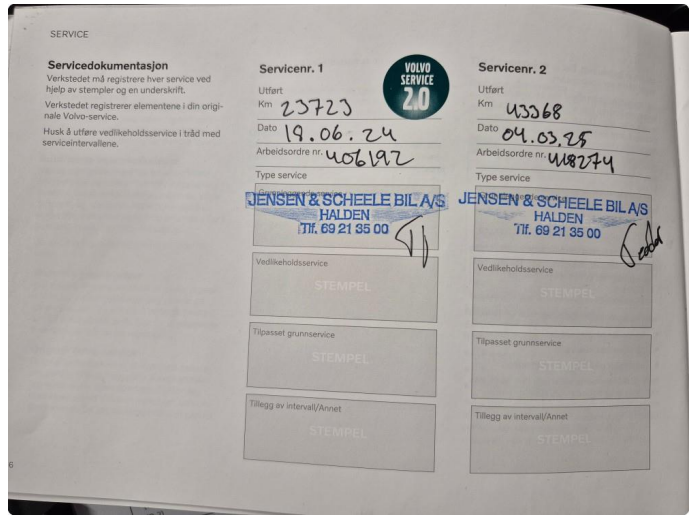 SERVICE
Servicedokumentasjon
Verkstedet må registrere hver service ved
hjelp av stempler og en underskrift.
Verkstedet registrerer elementene i din origi-
nale Volvo-service.
Husk å utføre vedlikeholdsservice i tråd med
serviceintervallene.
Servicenr. 1
VOLVO
SERVICE
2.0
Utført
Km 23723
Dato 19.06.24
Arbeidsordre nr. 406192
Type service
JENSEN & SCHEELE BIL A/S
HALDEN
Tlf. 69 21 35 00
Vedlikeholdsservice
STEMPEL
Tilpasset grunnservice
STEMPEL
Tillegg av intervall/Annet
STEMPEL
Servicenr. 2
Utført
Km 43368
Dato 04.03.25
Arbeidsordre nr. 418274
Type service
JENSEN & SCHEELE BIL A/S
HALDEN
Tlf. 69 21 35 00
Vedlikeholdsservice
STEMPEL
Tilpasset grunnservice
STEMPEL
Tillegg av intervall/Annet
STEMPEL
6